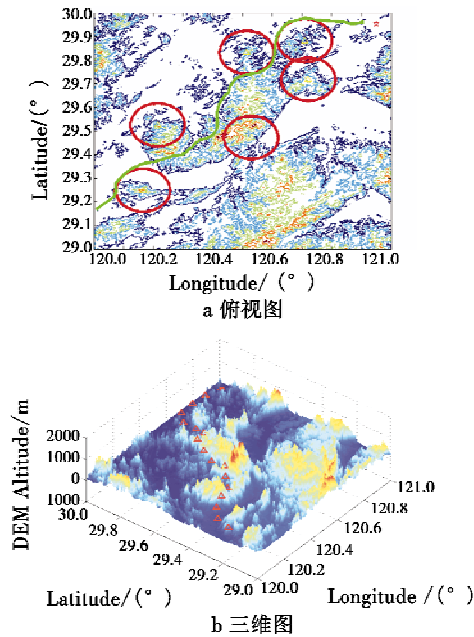 30.0
29.9
29.8
29.7
29.6
29.5
29.4
29.3
29.2
29.1
29.0
Latitude/(°)
120.0 120.2 120.4 120.6 120.8 121.0
Longitude/(°)
a 俯视图
DEM Altitude/m
2000
1000
0
1000
30.0 29.8 29.6 29.4 29.2 29.0
Latitude/(°)
120.0 120.2 120.4 120.6 120.8 121.0
Longitude /(°)
b 三维图